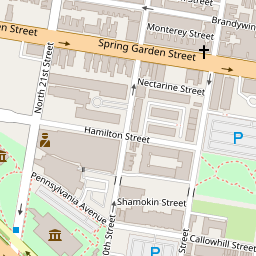 Brandywin
Monterey Street
en Street
Spring Garden Street
North 21st Street
Nectarine Street
P
Hamilton Street
Pennsylvania Avenue
Shamokin Street
0th Street
P
Callowhill Street